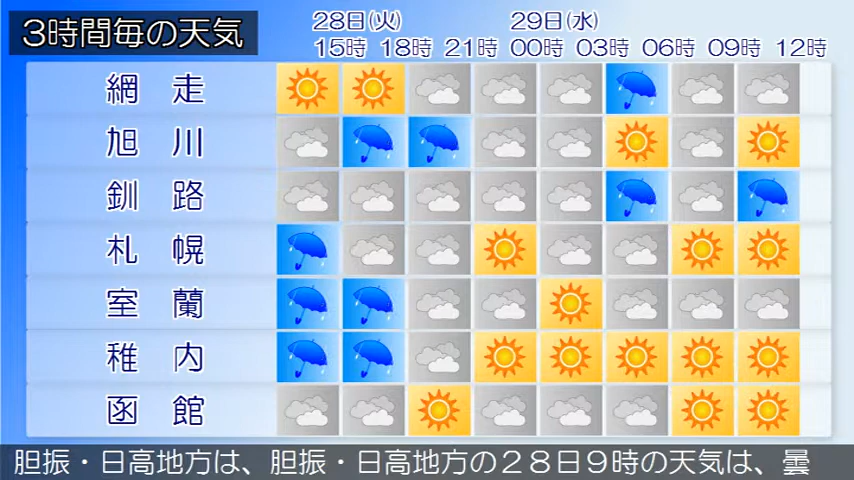 3時間毎の天気
28日(火) 29日(水)
15時 18時 21時 00時 03時 06時 09時 12時
網走
旭川
釧路
札幌
室蘭
稚内
函館
胆振・日高地方は、胆振・日高地方の２８日９時の天気は、曇